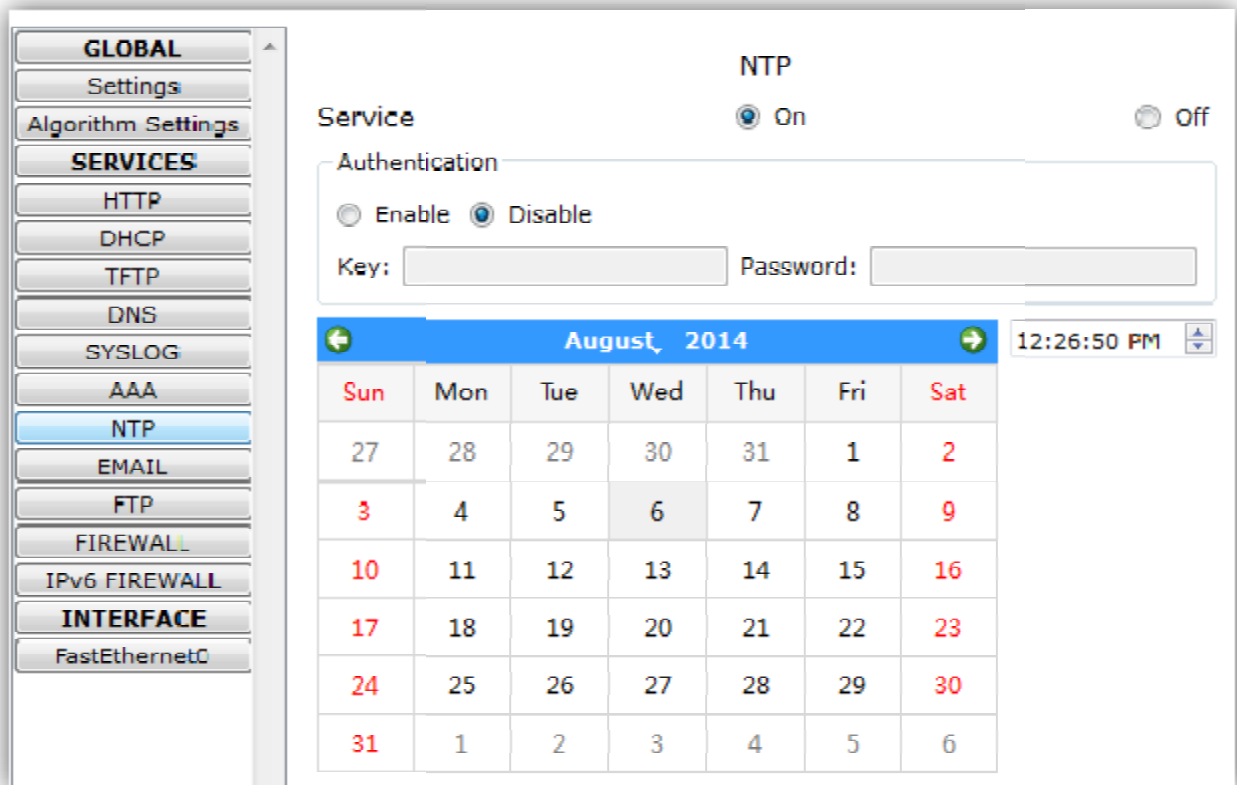 GLOBAL
Settings
Algorithm Settings
SERVICES
HTTP
DHCP
TFTP
DNS
SYSLOG
AAA
NTP
EMAIL
FTP
FIREWALL
IPv6 FIREWALL
INTERFACE
FastEthernet0
NTP
Service On Off
Authentication
Enable Disable
Key: Password:
August, 2014 12:26:50 PM
Sun Mon Tue Wed Thu Fri Sat
27 28 29 30 31 1 2
3 4 5 6 7 8 9
10 11 12 13 14 15 16
17 18 19 20 21 22 23
24 25 26 27 28 29 30
31 1 2 3 4 5 6